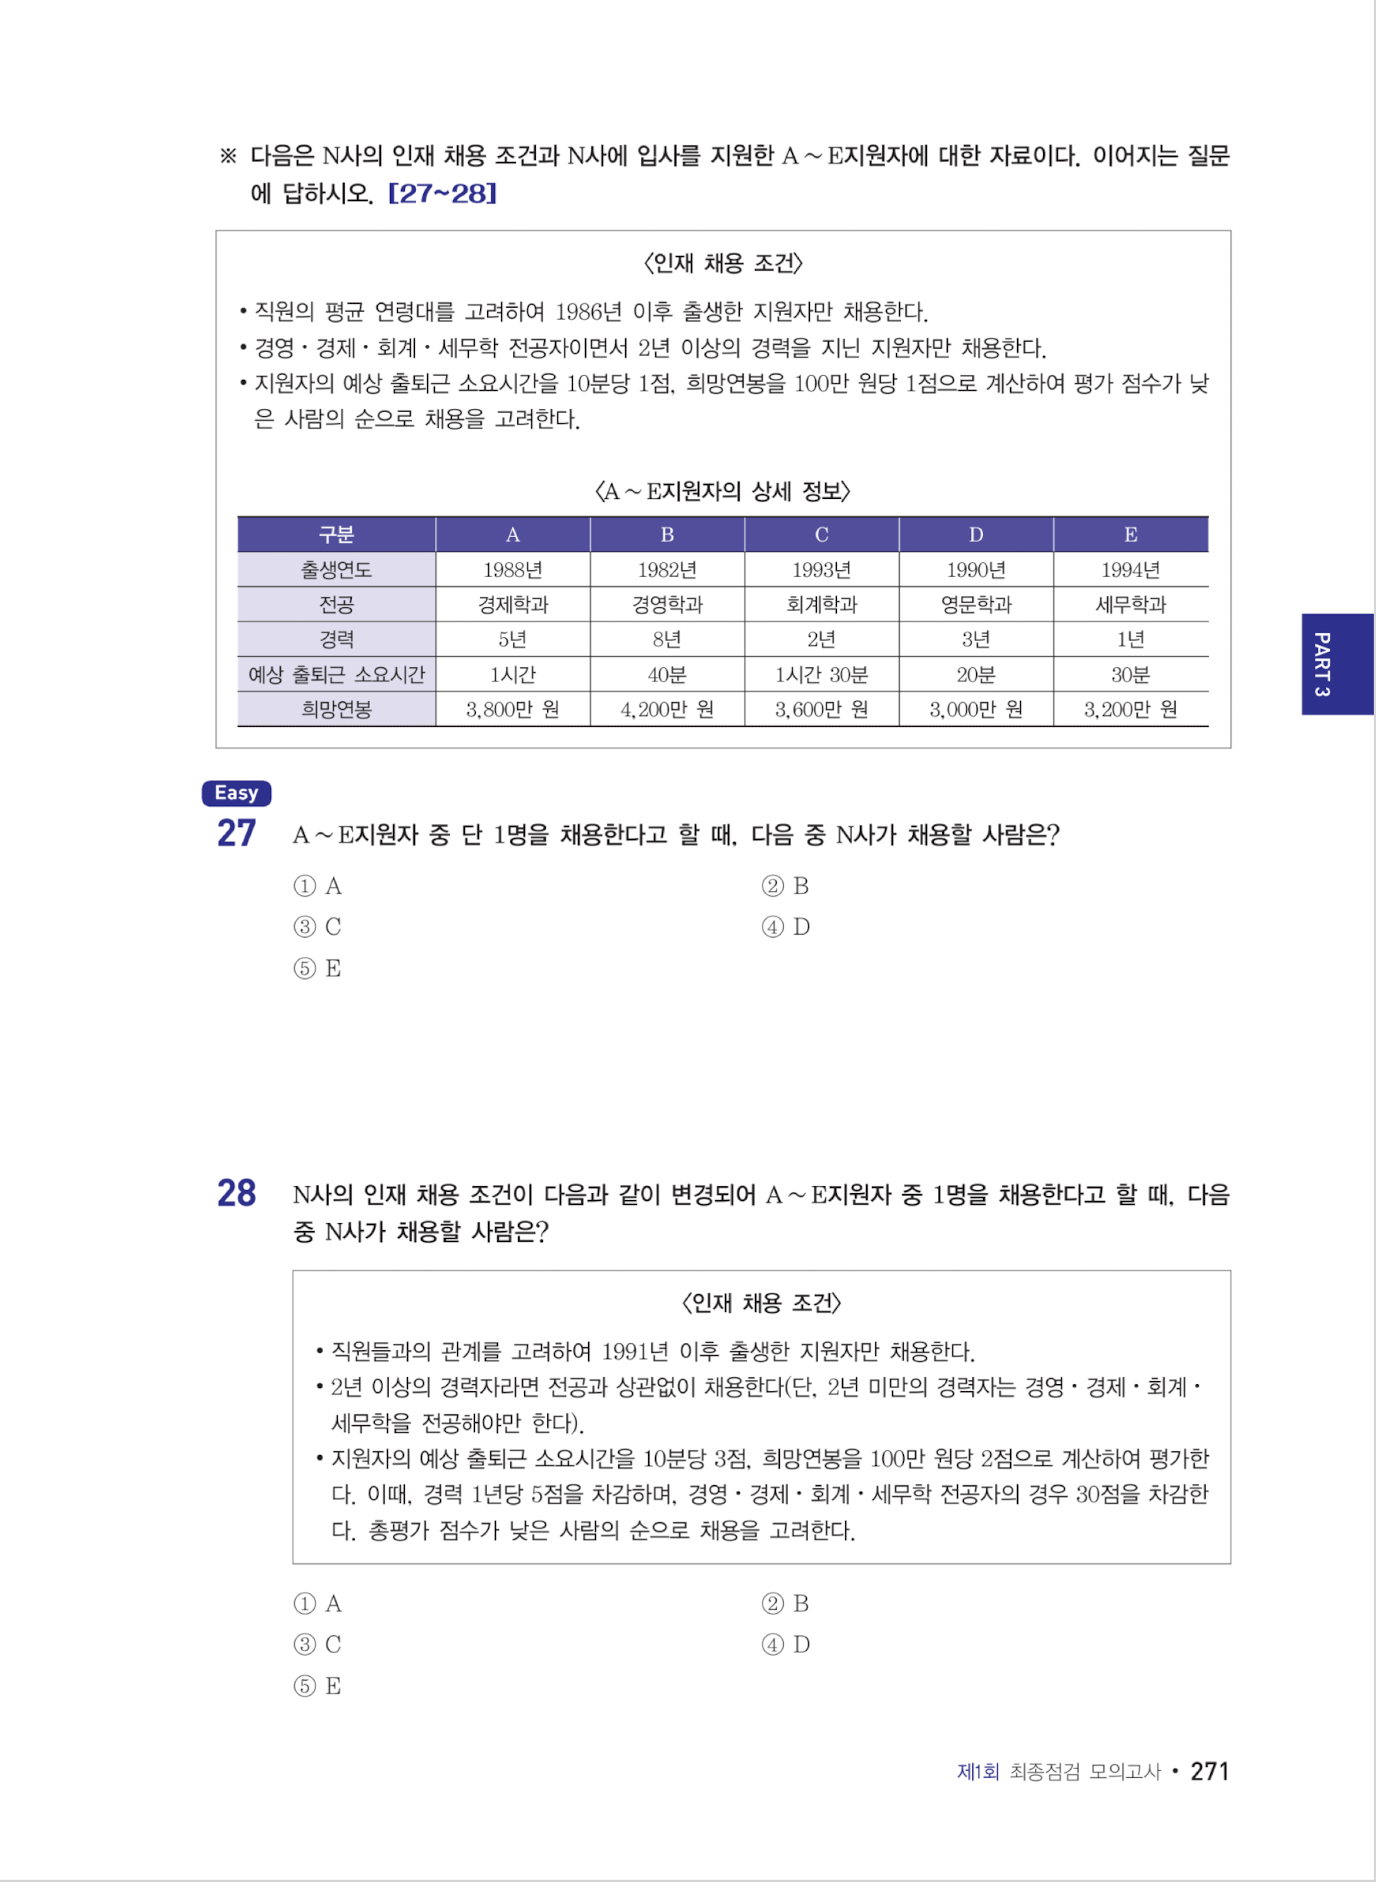 ※ 다음은 N사의 인재 채용 조건과 N사에 입사를 지원한 A～E지원자에 대한 자료이다. 이어지는 질문
에 답하시오. [27~28]
〈인재 채용 조건〉
• 직원의 평균 연령대를 고려하여 1986년 이후 출생한 지원자만 채용한다.
• 경영·경제·회계·세무학 전공자이면서 2년 이상의 경력을 지닌 지원자만 채용한다.
• 지원자의 예상 출퇴근 소요시간을 10분당 1점, 희망연봉을 100만 원당 1점으로 계산하여 평가 점수가 낮
은 사람의 순으로 채용을 고려한다.
〈A～E지원자의 상세 정보〉
구분 A B C D E
출생연도 1988년 1982년 1993년 1990년 1994년
전공 경제학과 경영학과 회계학과 영문학과 세무학과
경력 5년 8년 2년 3년 1년
예상 출퇴근 소요시간 1시간 40분 1시간 30분 20분 30분
희망연봉 3,800만 원 4,200만 원 3,600만 원 3,000만 원 3,200만 원
PART 3
Easy
27 A～E지원자 중 단 1명을 채용한다고 할 때, 다음 중 N사가 채용할 사람은?
① A ② B
③ C ④ D
⑤ E
28 N사의 인재 채용 조건이 다음과 같이 변경되어 A～E지원자 중 1명을 채용한다고 할 때, 다음
중 N사가 채용할 사람은?
〈인재 채용 조건〉
• 직원들과의 관계를 고려하여 1991년 이후 출생한 지원자만 채용한다.
• 2년 이상의 경력자라면 전공과 상관없이 채용한다(단, 2년 미만의 경력자는 경영·경제·회계·
세무학을 전공해야만 한다).
• 지원자의 예상 출퇴근 소요시간을 10분당 3점, 희망연봉을 100만 원당 2점으로 계산하여 평가한
다. 이때, 경력 1년당 5점을 차감하며, 경영·경제·회계·세무학 전공자의 경우 30점을 차감한
다. 총평가 점수가 낮은 사람의 순으로 채용을 고려한다.
① A ② B
③ C ④ D
⑤ E
제1회 최종점검 모의고사 • 271